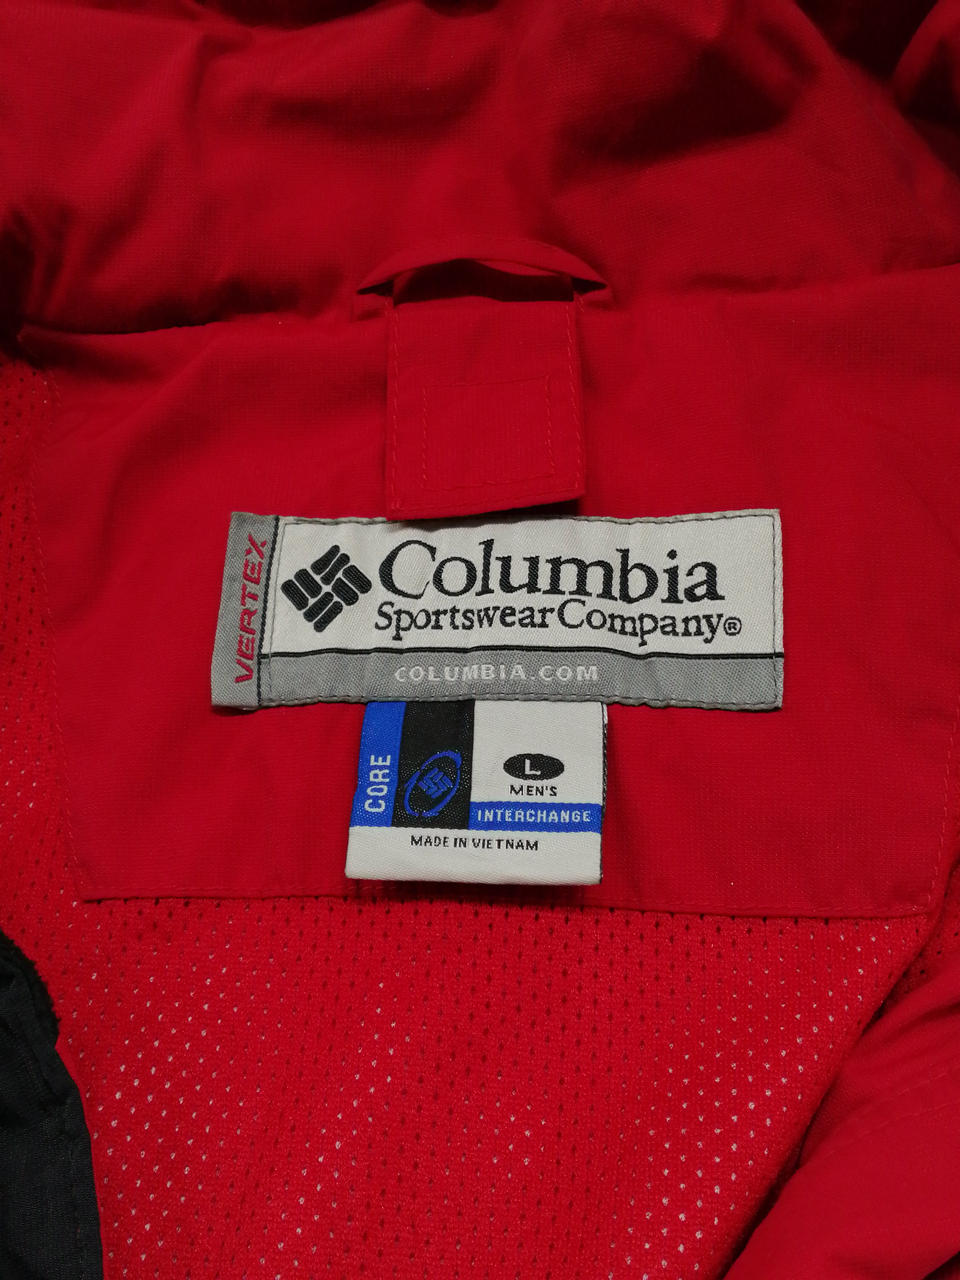 VERTEX
Columbia
Sportswear Company®
COLUMBIA.COM
CORE
L
MEN'S
INTERCHANGE
MADE IN VIETNAM